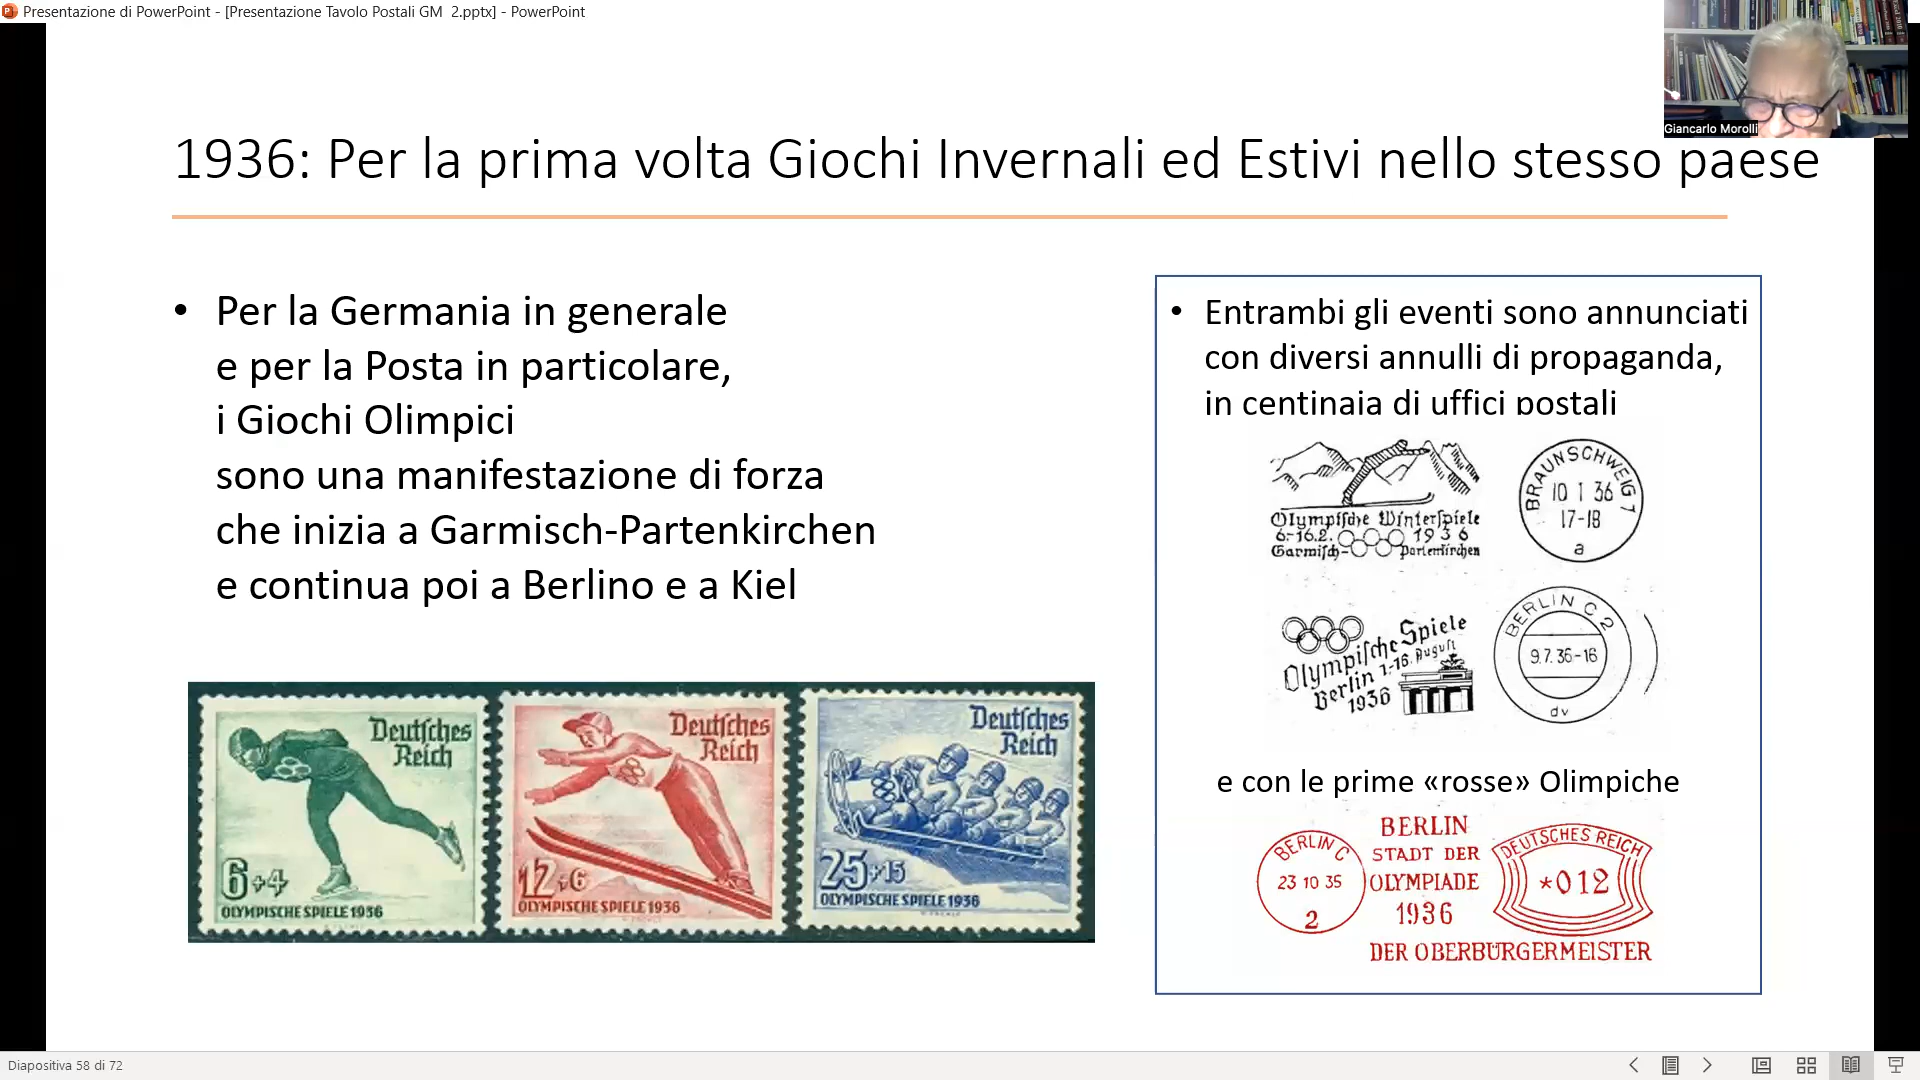 Presentazione di PowerPoint - [Presentazione Tavolo Postali GM  2.pptx] - PowerPoint
Giancarlo Morolli
1936: Per la prima volta Giochi Invernali ed Estivi nello stesso paese
• Per la Germania in generale
e per la Posta in particolare,
i Giochi Olimpici
sono una manifestazione di forza
che inizia a Garmisch-Partenkirchen
e continua poi a Berlino e a Kiel
Deutsches
Reich
6+4
OLYMPISCHE SPIELE 1936
Deutsches
Reich
12+6
OLYMPISCHE SPIELE 1936
Deutsches
Reich
25+15
OLYMPISCHE SPIELE 1936
• Entrambi gli eventi sono annunciati
con diversi annulli di propaganda,
in centinaia di uffici postali
Olympische Winterspiele
6.-16.2. 1936
Garmisch-Partenkirchen
BRAUNSCHWEIG 1
10 1 36
17-18
a
Olympische Spiele
Berlin 1.-16. August
1936
BERLIN C 2
9.7.36-16
dv
e con le prime «rosse» Olimpiche
BERLIN C
23 10 35
2
BERLIN
STADT DER
OLYMPIADE
1936
DER OBERBÜRGERMEISTER
DEUTSCHES REICH
*012
Diapositiva 58 di 72